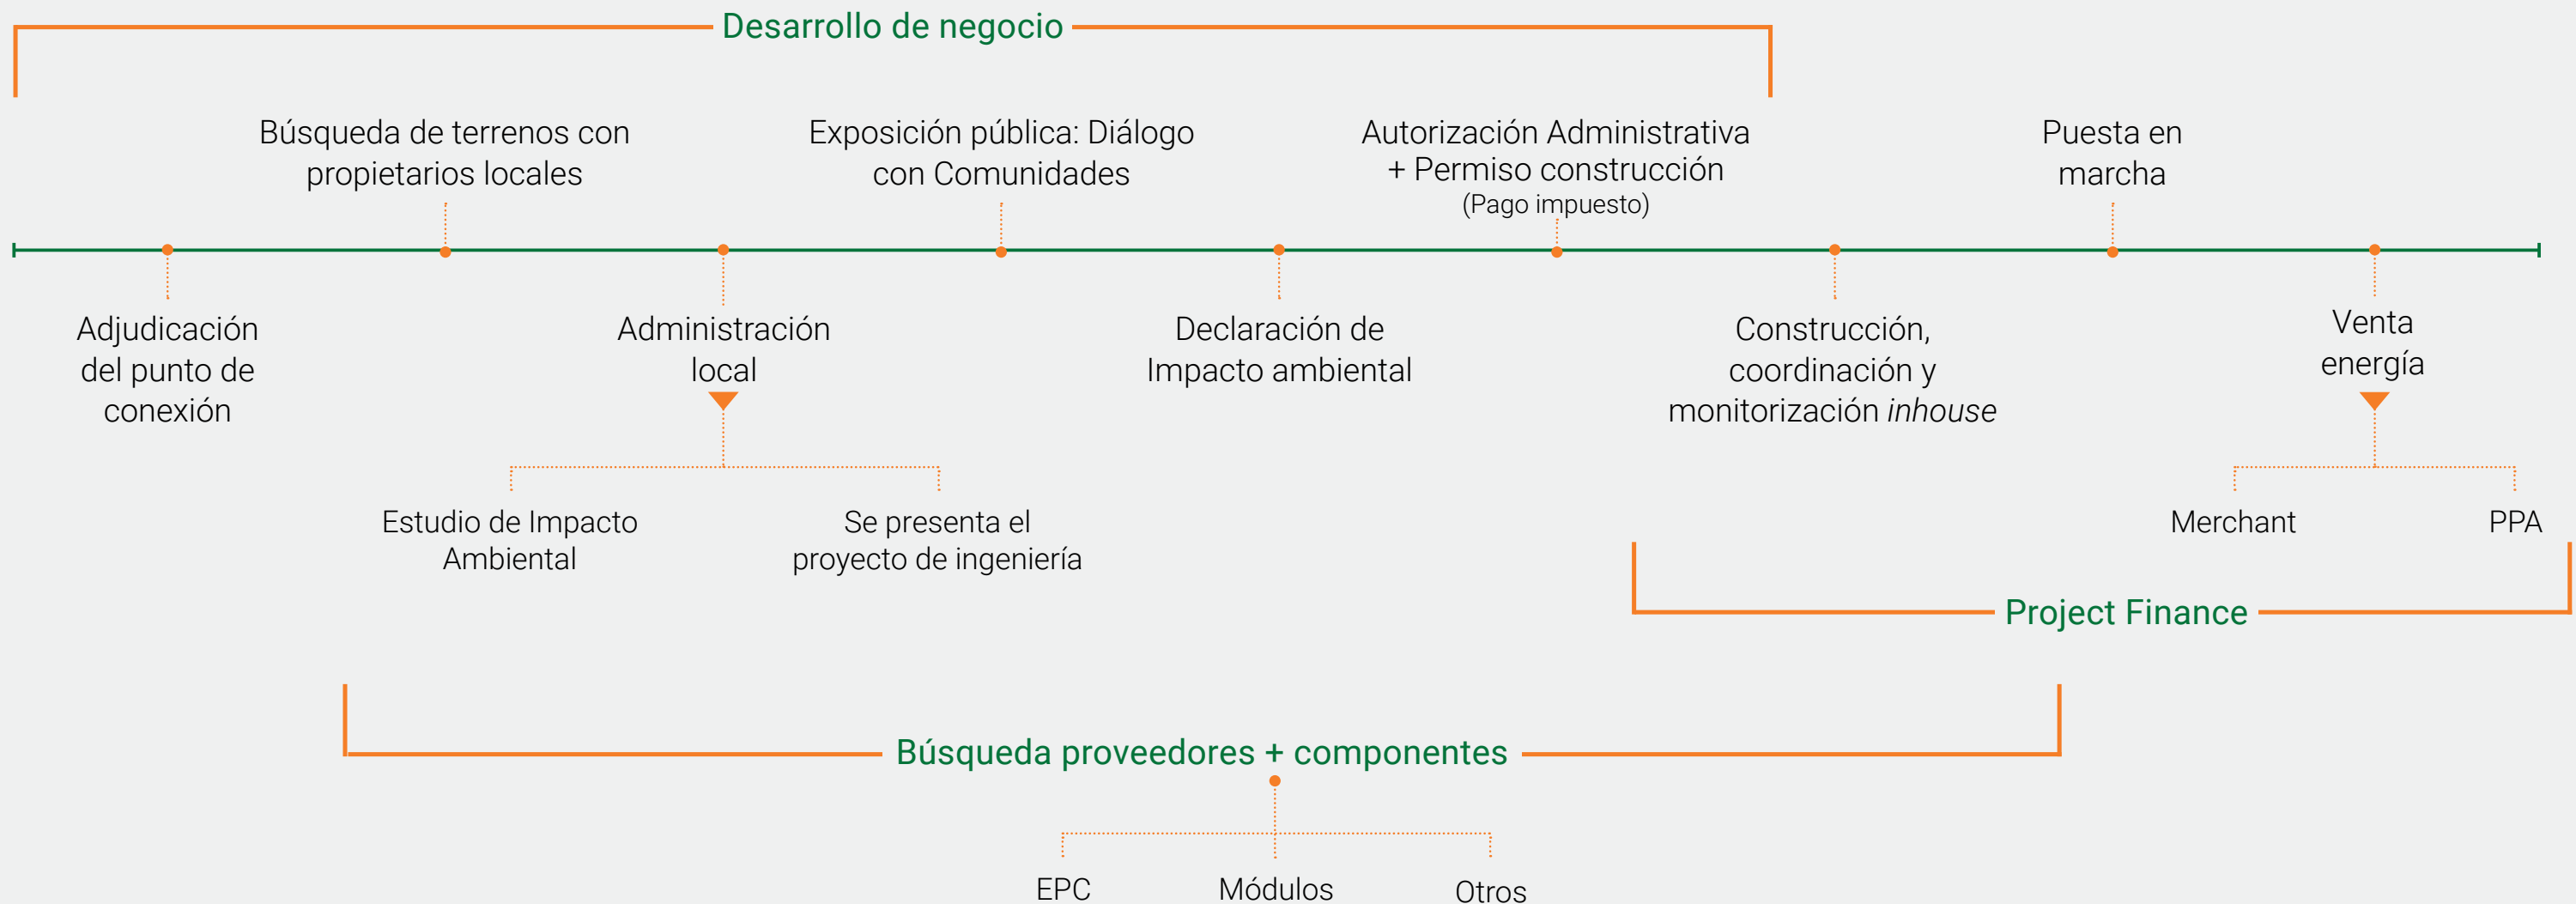 Desarrollo de negocio
Búsqueda de terrenos con
propietarios locales
Exposición pública: Diálogo
con Comunidades
Autorización Administrativa
+ Permiso construcción
(Pago impuesto)
Puesta en
marcha
Adjudicación
del punto de
conexión
Administración
local
Declaración de
Impacto ambiental
Construcción,
coordinación y
monitorización inhouse
Venta
energía
Estudio de Impacto
Ambiental
Se presenta el
proyecto de ingeniería
Merchant
PPA
Project Finance
Búsqueda proveedores + componentes
EPC
Módulos
Otros